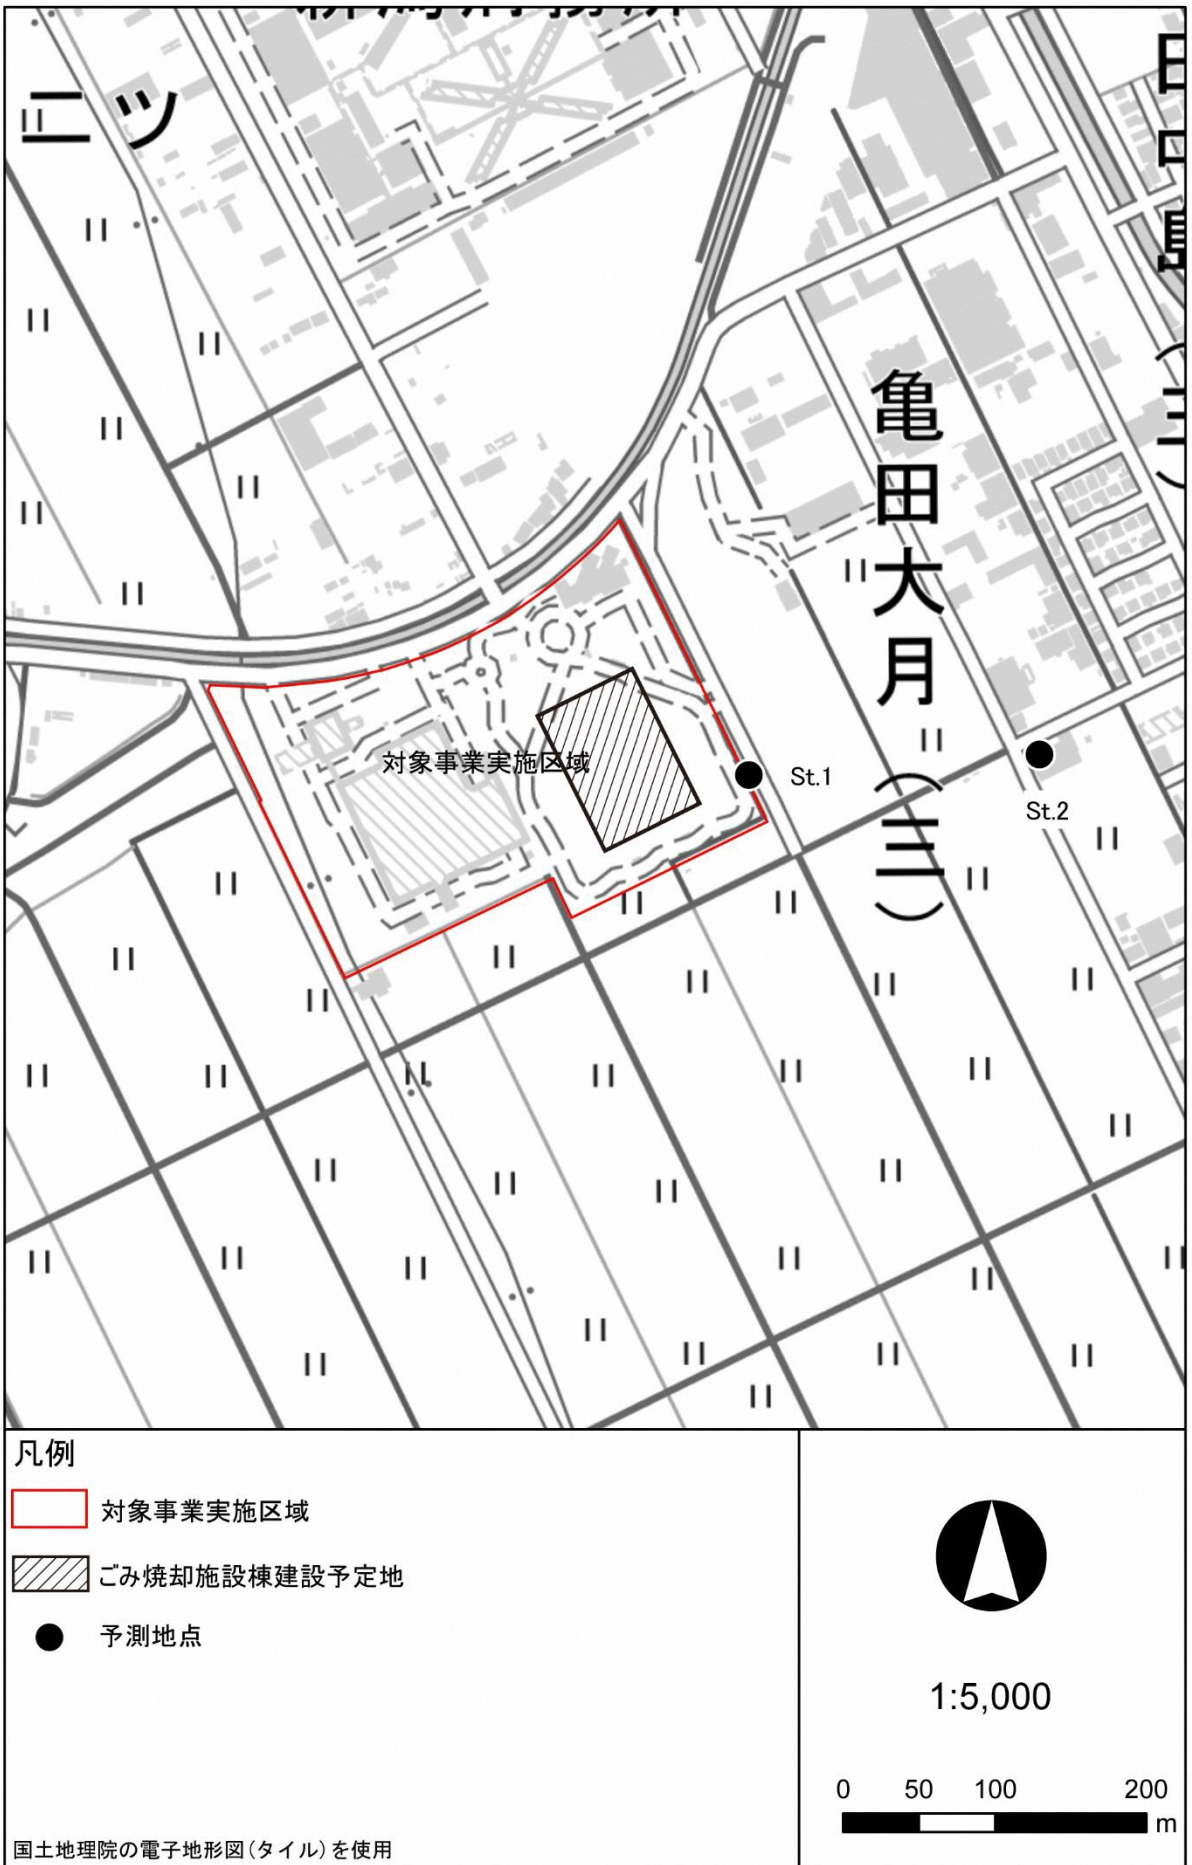 二ツ
亀田大月(三)
対象事業実施区域
St.1
St.2
凡例
対象事業実施区域
ごみ焼却施設棟建設予定地
予測地点
1:5,000
0 50 100 200
m
国土地理院の電子地形図(タイル)を使用